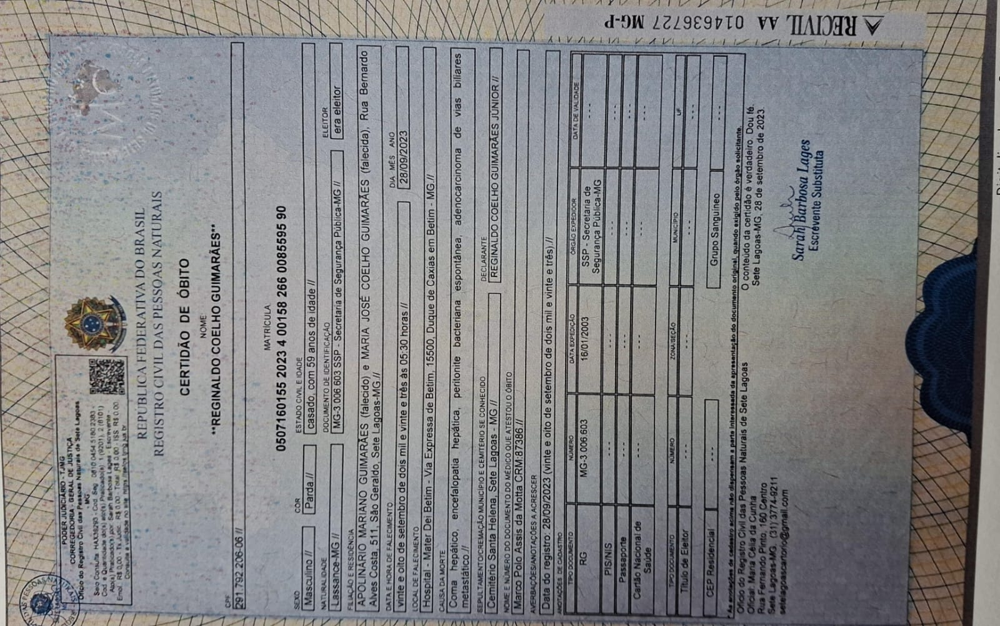 PODER JUDICIÁRIO - TJMG
CORREGEDORIA - GERAL DE JUSTIÇA
Ofício do Registro Civil das Pessoas Naturais de Sete Lagoas
- MG
Selo Consulta: HAX38293 - Cod. Seg.: 0810.0454.5180.2383 -
Cod e Quantidade do(s) ato(s) Praticado(s): 1 (9201), 2 (8101)
Ato(s) Praticado(s) por: Sarah Barbosa Lages - Escrevente
Emol. R$ 0,00 - Tx.Judic. R$ 0,00 - Total. R$ 0,00 - ISS. R$ 0,00
Consulte a validade no site: https://selos.tjmg.jus.br
REPÚBLICA FEDERATIVA DO BRASIL
REGISTRO CIVIL DAS PESSOAS NATURAIS
CERTIDÃO DE ÓBITO
NOME:
**REGINALDO COELHO GUIMARÃES**
CPF
291.792.206-06 //
MATRÍCULA:
0507160155 2023 4 00158 266 0085595 90
SEXO COR ESTADO CIVIL E IDADE
Masculino // Parda.// casado, com 59 anos de idade //
NATURALIDADE DOCUMENTO DE IDENTIFICAÇÃO ELEITOR
Lassance-MG // MG-3.006.603 SSP - Secretaria de Segurança Pública-MG // era eleitor
FILIAÇÃO E RESIDÊNCIA
APOLINÁRIO MARIANO GUIMARÃES (falecido) e MARIA JOSÉ COELHO GUIMARÃES (falecida), Rua Bernardo
Alves Costa, 511, São Geraldo, Sete Lagoas-MG.//
DATA E HORA DE FALECIMENTO DIA MÊS ANO
vinte e oito de setembro de dois mil e vinte e três às 05:30 horas // 28/09/2023
LOCAL DE FALECIMENTO
Hospital - Mater Dei Betim - Via Expressa de Betim, 15500, Duque de Caxias em Betim - MG.//
CAUSA DA MORTE
Coma hepático, encefalopatia hepática, peritonite bacteriana espontânea, adenocarcinoma de vias biliares
metastático.//
SEPULTAMENTO/CREMAÇÃO MUNICÍPIO E CEMITÉRIO SE CONHECIDO DECLARANTE
Cemitério Santa Helena, Sete Lagoas - MG // REGINALDO COELHO GUIMARÃES JÚNIOR //
NOME E NÚMERO DO DOCUMENTO DO MÉDICO QUE ATESTOU O ÓBITO
Marco Polo Assis da Motta CRM:87386.//
AVERBAÇÕES/ANOTAÇÕES A ACRESCER
Data do registro: 28/09/2023 (vinte e oito de setembro de dois mil e vinte e três).//
ANOTAÇÕES DE CADASTRO
TIPO DOCUMENTO NÚMERO DATA EXPEDIÇÃO ÓRGÃO EXPEDIDOR DATA DE VALIDADE
RG MG-3.006.603 16/01/2003 SSP - Secretaria de Segurança Pública-MG ---
PIS/NIS --- --- --- ---
Passaporte --- --- --- ---
Cartão Nacional de Saúde --- --- --- ---
TIPO DOCUMENTO NÚMERO ZONA/SEÇÃO MUNICÍPIO UF
Título de Eleitor --- --- --- ---
CEP Residencial --- Grupo Sanguíneo ---
* As anotações de cadastro acima não dispensam a parte interessada da apresentação do documento original, quando exigido pelo órgão solicitante.
Ofício do Registro Civil das Pessoas Naturais de Sete Lagoas
Oficial: Maria Célia da Cunha
Rua Fernando Pinto, 160 Centro
Sete Lagoas-MG. (31) 3774-9211
setelagoascartorio@gmail.com
O conteúdo da certidão é verdadeiro. Dou fé.
Sete Lagoas-MG, 28 de setembro de 2023.
Sarah Barbosa Lages
Escrevente Substituta
RECIVIL AA 014636727 MG-P